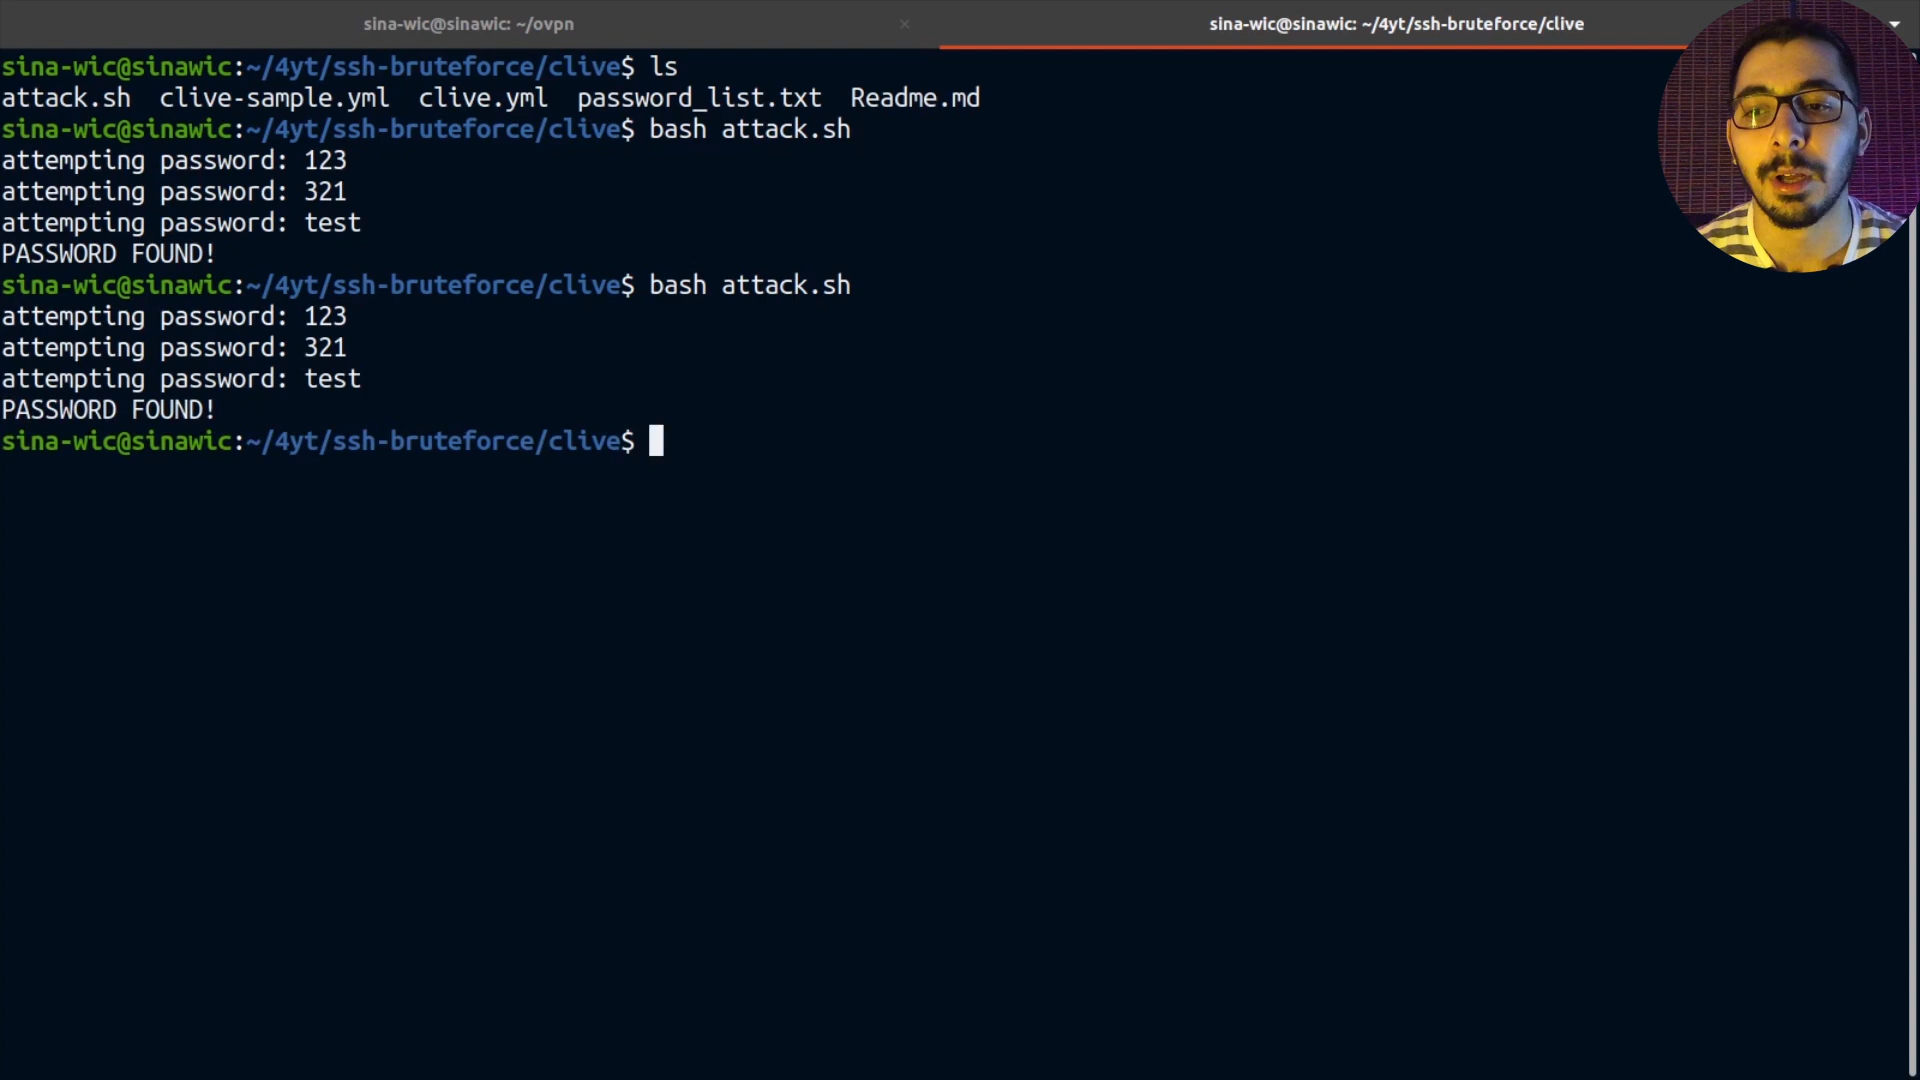 sina-wic@sinawic: ~/ovpn × sina-wic@sinawic: ~/4yt/ssh-bruteforce/clive
sina-wic@sinawic:~/4yt/ssh-bruteforce/clive$ ls
attack.sh clive-sample.yml clive.yml password_list.txt Readme.md
sina-wic@sinawic:~/4yt/ssh-bruteforce/clive$ bash attack.sh
attempting password: 123
attempting password: 321
attempting password: test
PASSWORD FOUND!
sina-wic@sinawic:~/4yt/ssh-bruteforce/clive$ bash attack.sh
attempting password: 123
attempting password: 321
attempting password: test
PASSWORD FOUND!
sina-wic@sinawic:~/4yt/ssh-bruteforce/clive$